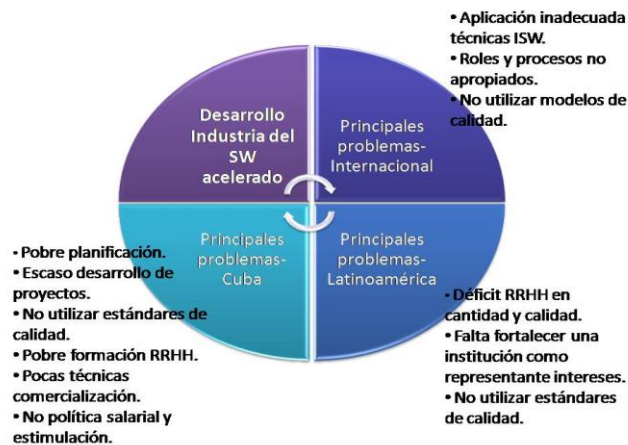 • Aplicación inadecuada
técnicas ISW.
• Roles y procesos no
apropiados.
• No utilizar modelos de
calidad.
Desarrollo
Industria del
SW
acelerado
Principales
problemas-
Internacional
Principales
problemas-
Cuba
Principales
problemas-
Latinoamérica
• Pobre planificación.
• Escaso desarrollo de
proyectos.
• No utilizar estándares de
calidad.
• Pobre formación RRHH.
• Pocas técnicas
comercialización.
• No política salarial y
estimulación.
• Déficit RRHH en
cantidad y calidad.
• Falta fortalecer una
institución como
representante intereses.
• No utilizar estándares
de calidad.